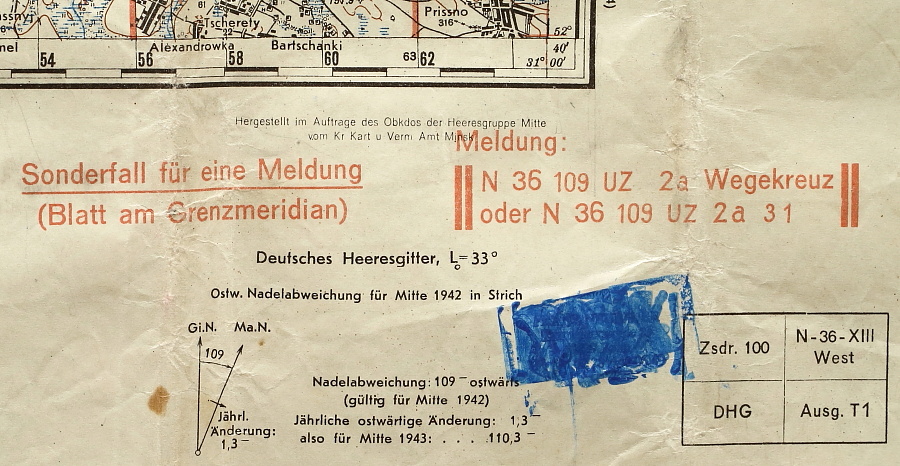 Prissno
61
Tscherety
22
316
52°
mel
Alexandrowka
Bartschanki
40'
54
56
58
60
63 62
31° 00'
Hergestellt im Auftrage des Obkdos der Heeresgruppe Mitte
vom Kr Kart u Verm Amt Minsk
Meldung:
Sonderfall für eine Meldung
(Blatt am Grenzmeridian)
N 36 109 UZ 2a Wegekreuz
oder N 36 109 UZ 2a 31
Deutsches Heeresgitter, L₀=33°
Ostw. Nadelabweichung für Mitte 1942 in Strich
Gi.N. Ma.N.
109
Jährl.
Änderung:
1,3⁻
Nadelabweichung: 109⁻ ostwärts
(gültig für Mitte 1942)
Jährliche ostwärtige Änderung: 1,3⁻
also für Mitte 1943: . . . 110,3⁻
Zsdr. 100
N-36-XIII
West
DHG
Ausg. T1